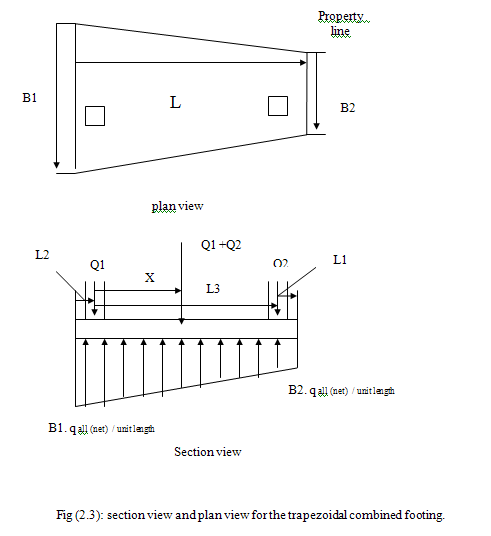 Property
line
B1
L
B2
plan view
Q1 +Q2
L2
Q1
Q2
L1
X
L3
B2. q all (net) / unit length
B1. q all (net) / unit length
Section view
Fig (2.3): section view and plan view for the trapezoidal combined footing.